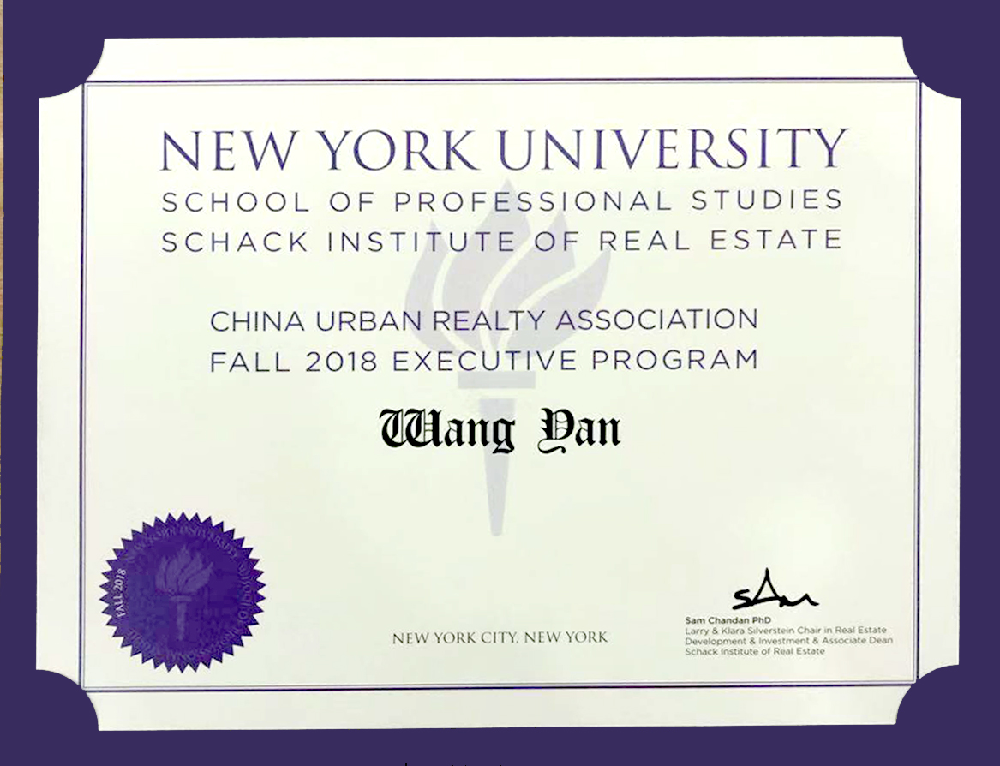 NEW YORK UNIVERSITY
SCHOOL OF PROFESSIONAL STUDIES
SCHACK INSTITUTE OF REAL ESTATE
CHINA URBAN REALTY ASSOCIATION
FALL 2018 EXECUTIVE PROGRAM
Wang Yan
FALL 2018
NEW YORK UNIVERSITY
NEW YORK CITY, NEW YORK
Sam Chandan PhD
Larry & Klara Silverstein Chair in Real Estate
Development & Investment & Associate Dean
Schack Institute of Real Estate